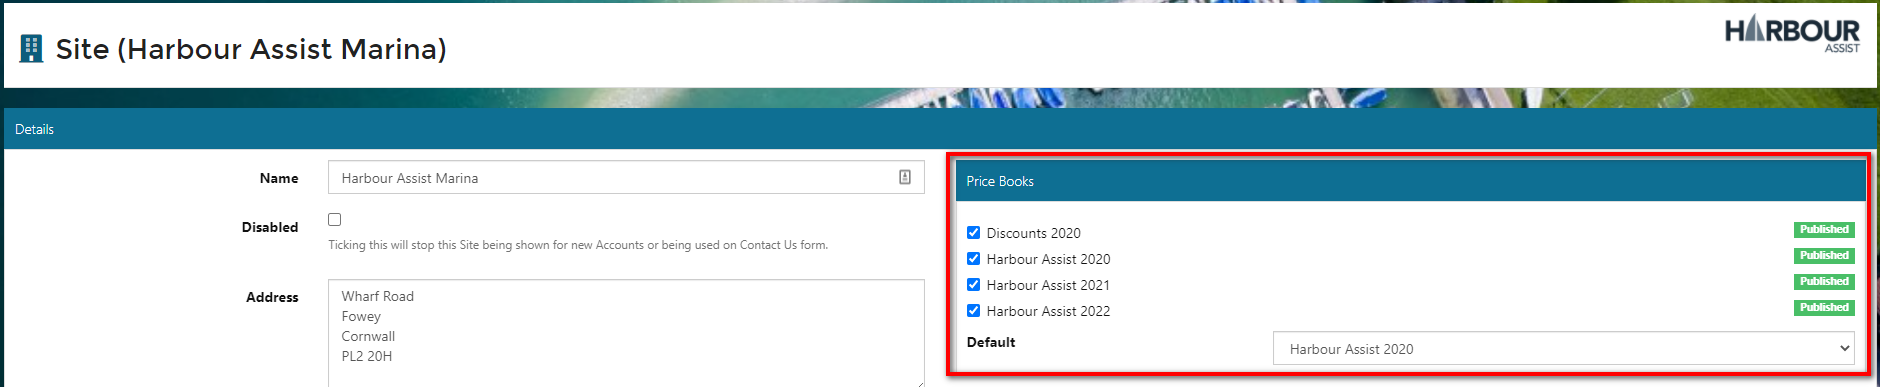 Site (Harbour Assist Marina)
HARBOUR
ASSIST
Details
Name
Harbour Assist Marina
Disabled
Ticking this will stop this Site being shown for new Accounts or being used on Contact Us form.
Address
Wharf Road
Fowey
Cornwall
PL2 20H
Price Books
Discounts 2020 Published
Harbour Assist 2020 Published
Harbour Assist 2021 Published
Harbour Assist 2022 Published
Default Harbour Assist 2020